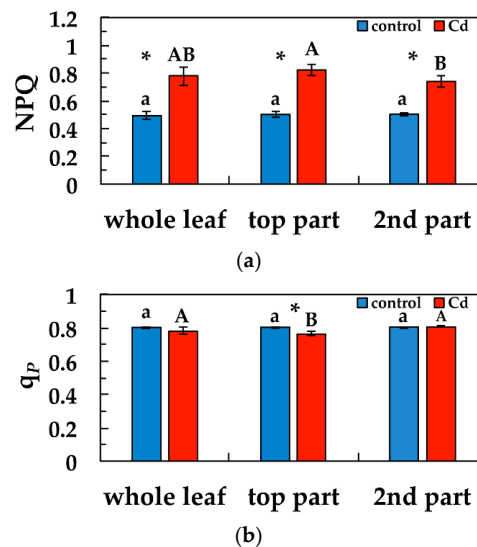 1.2
1
0.8
0.6
0.4
0.2
0
NPQ
control Cd
* AB * A * B
a a a
whole leaf top part 2nd part
(a)
1
0.8
0.6
0.4
0.2
0
qP
control Cd
a A a * B a A
whole leaf top part 2nd part
(b)